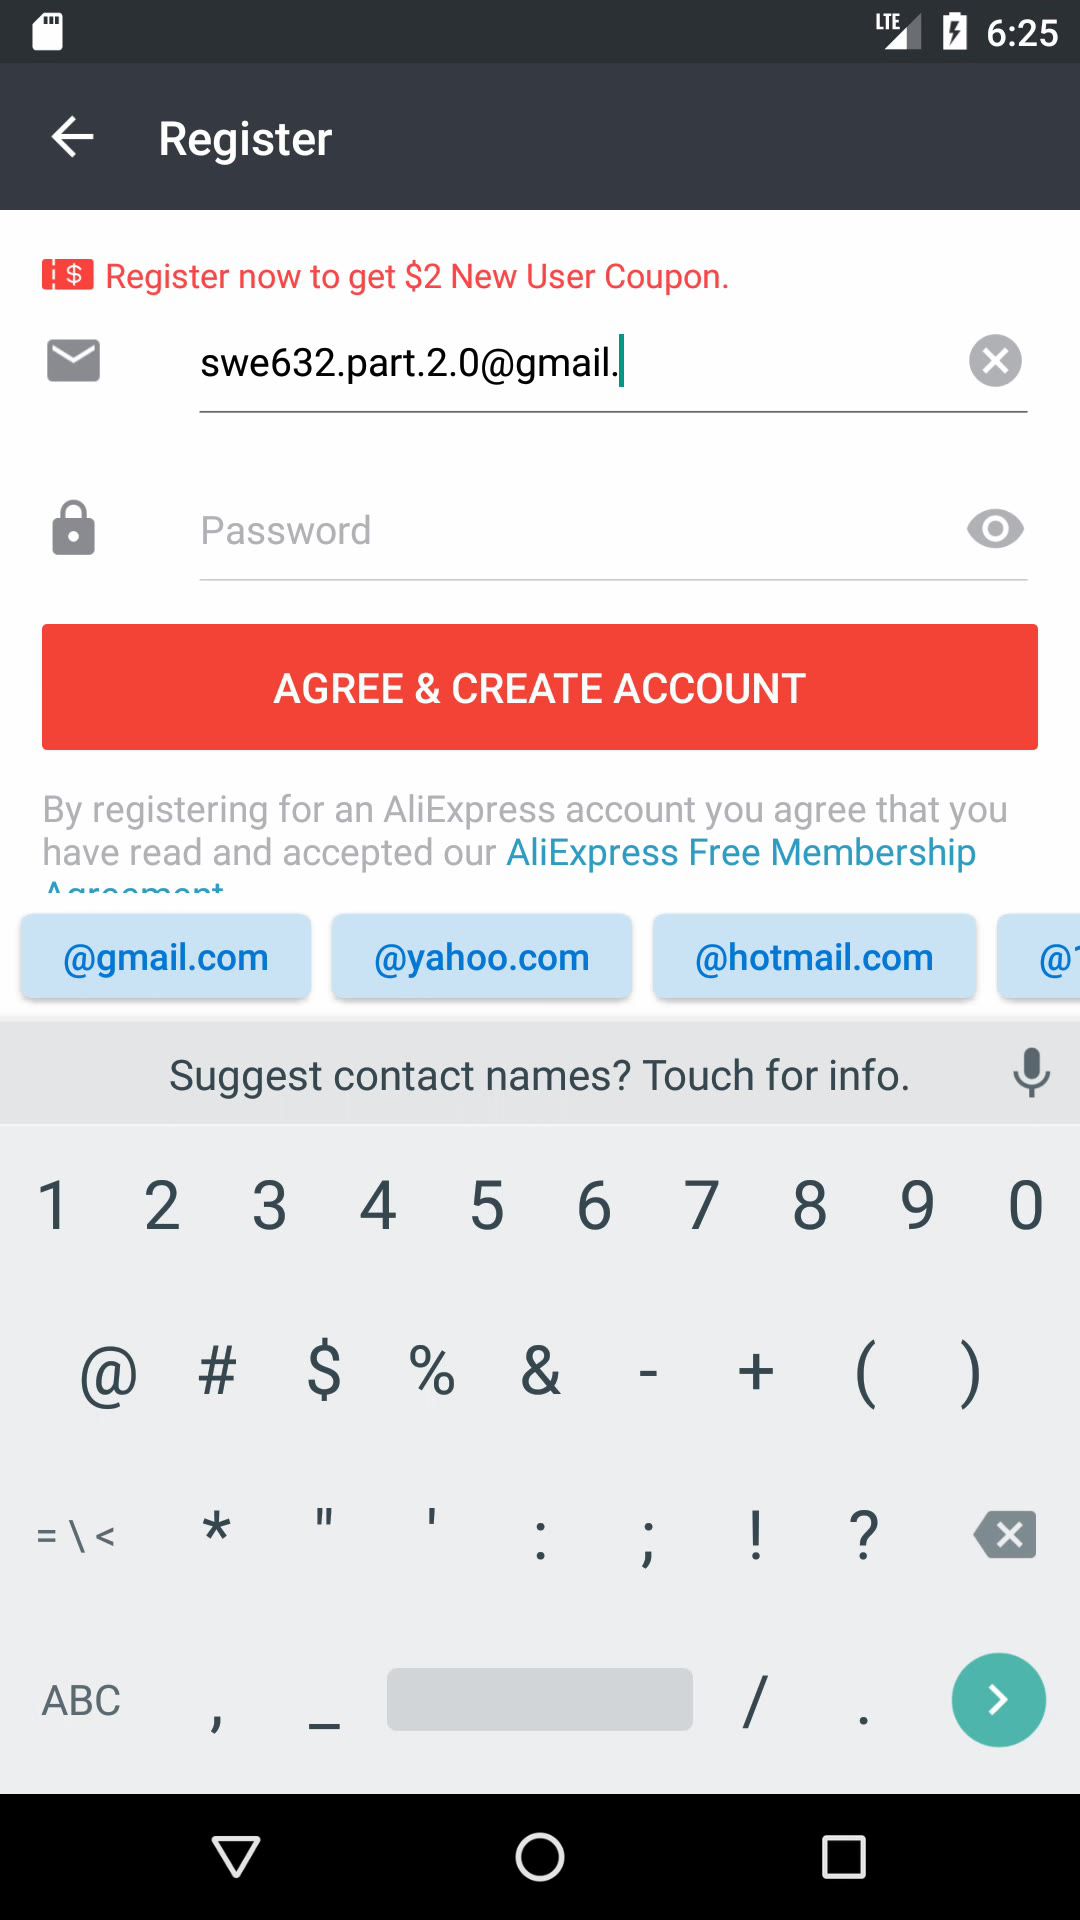 LTE 6:25
Register
$ Register now to get $2 New User Coupon.
swe632.part.2.0@gmail.
Password
AGREE & CREATE ACCOUNT
By registering for an AliExpress account you agree that you
have read and accepted our AliExpress Free Membership
Agreement
@gmail.com @yahoo.com @hotmail.com @1
Suggest contact names? Touch for info.
1 2 3 4 5 6 7 8 9 0
@ # $ % & - + ( )
= \ < * " ' : ; ! ?
ABC , _ / .